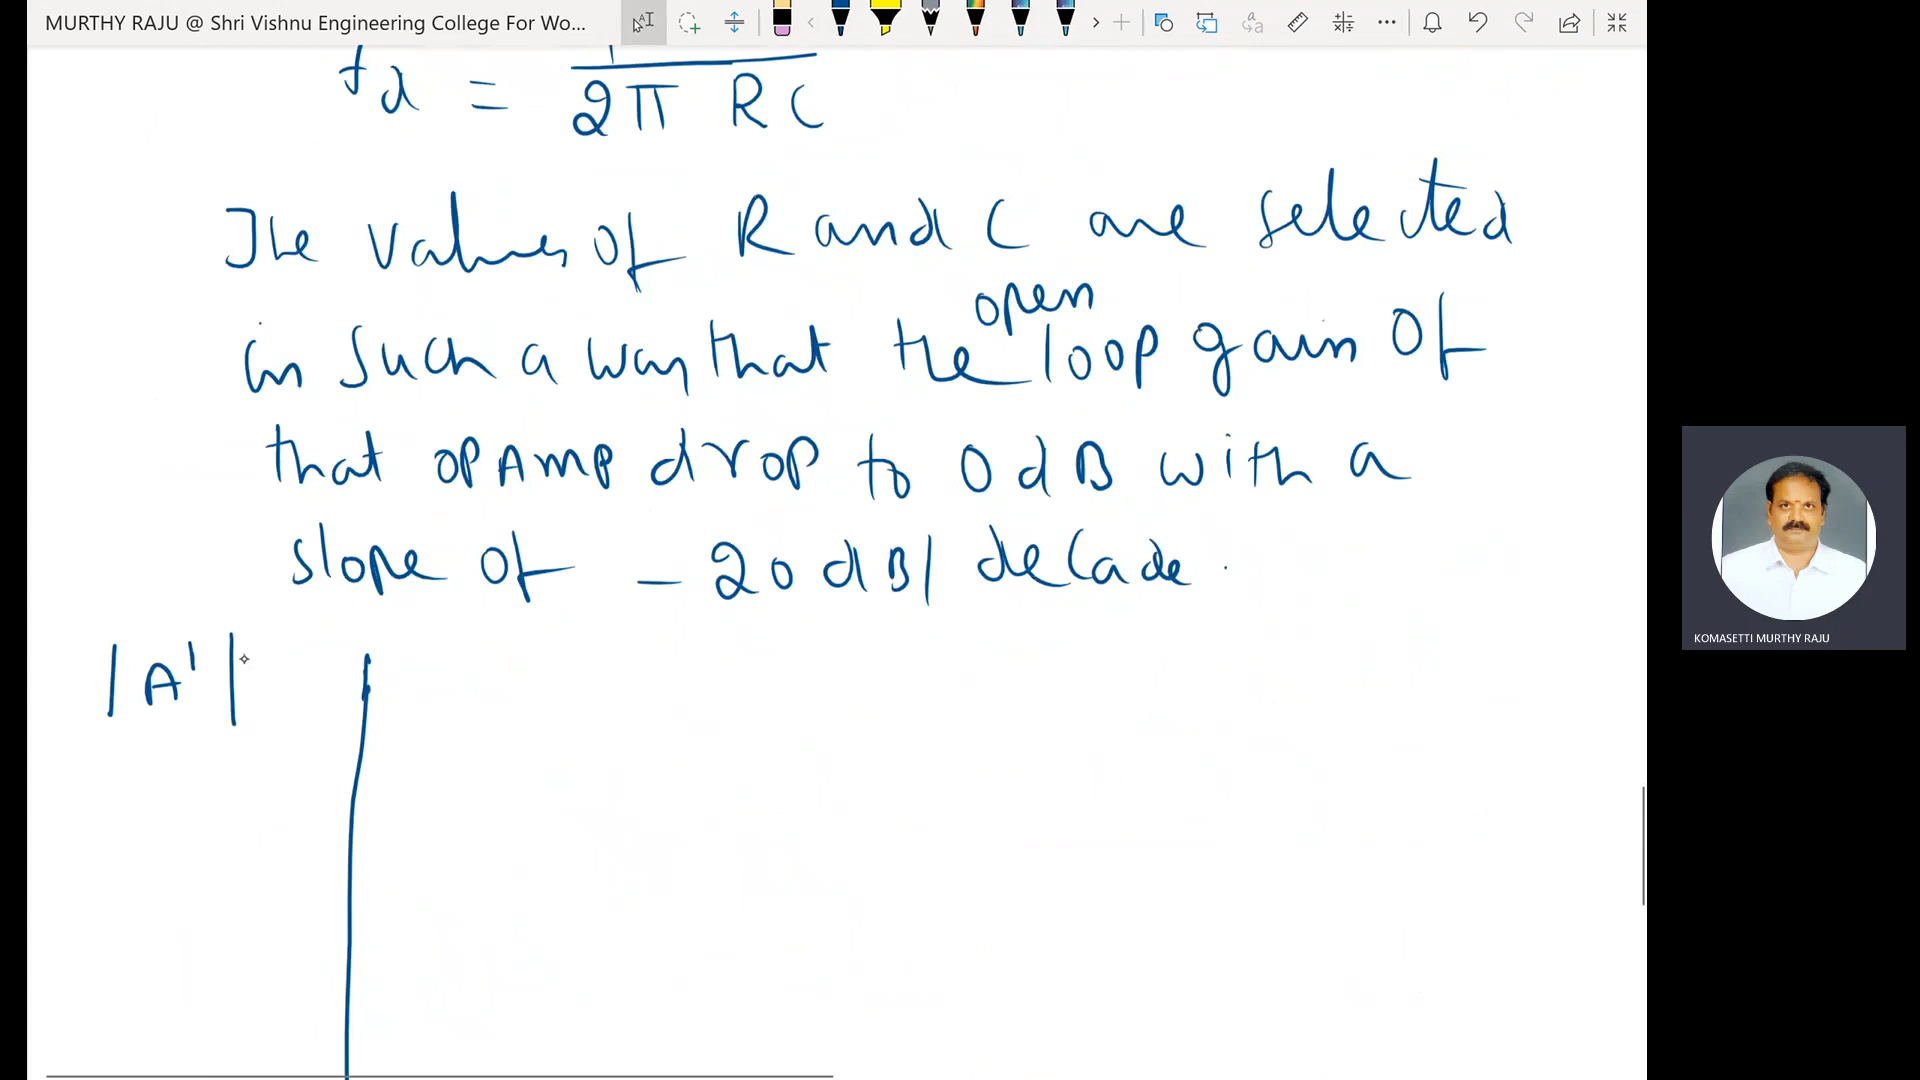 MURTHY RAJU @ Shri Vishnu Engineering College For Wo...
fd = 1
2π RC
The values of R and C are selected
in such a way that the open loop gain of
that OPAMP drop to 0 dB with a
slope of - 20 dB/ decade.
|A'|
KOMASETTI MURTHY RAJU